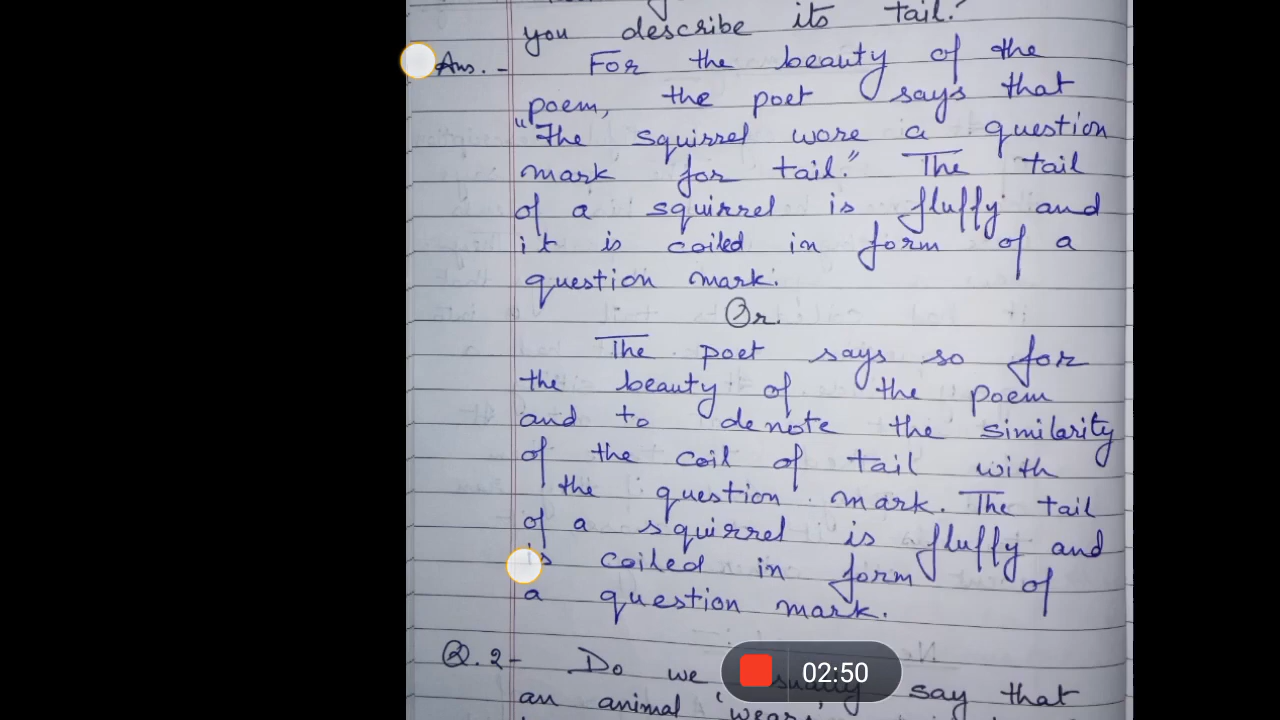 you describe its tail."
Ans. - For the beauty of the
poem, the poet says that
"The squirrel wore a question
mark for tail." The tail
of a squirrel is fluffy and
it is coiled in form of a
question mark.
Or.
The poet says so for
the beauty of the poem
and to denote the similarity
of the coil of tail with
the question mark. The tail
of a squirrel is fluffy and
is coiled in form of
a question mark.
Q.2- Do we usually say that
an animal 'wears'
02:50